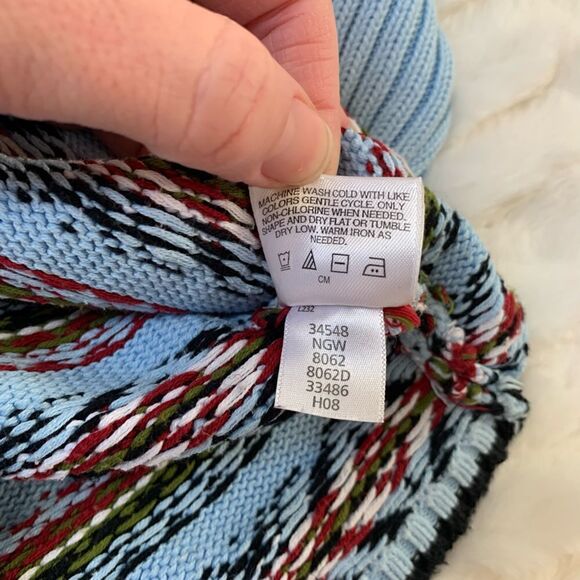 MACHINE WASH COLD WITH LIKE
COLORS GENTLE CYCLE. ONLY
NON-CHLORINE WHEN NEEDED.
SHAPE AND DRY FLAT OR TUMBLE
DRY LOW. WARM IRON AS
NEEDED.
CM
L232
34548
NGW
8062
8062D
33486
H08